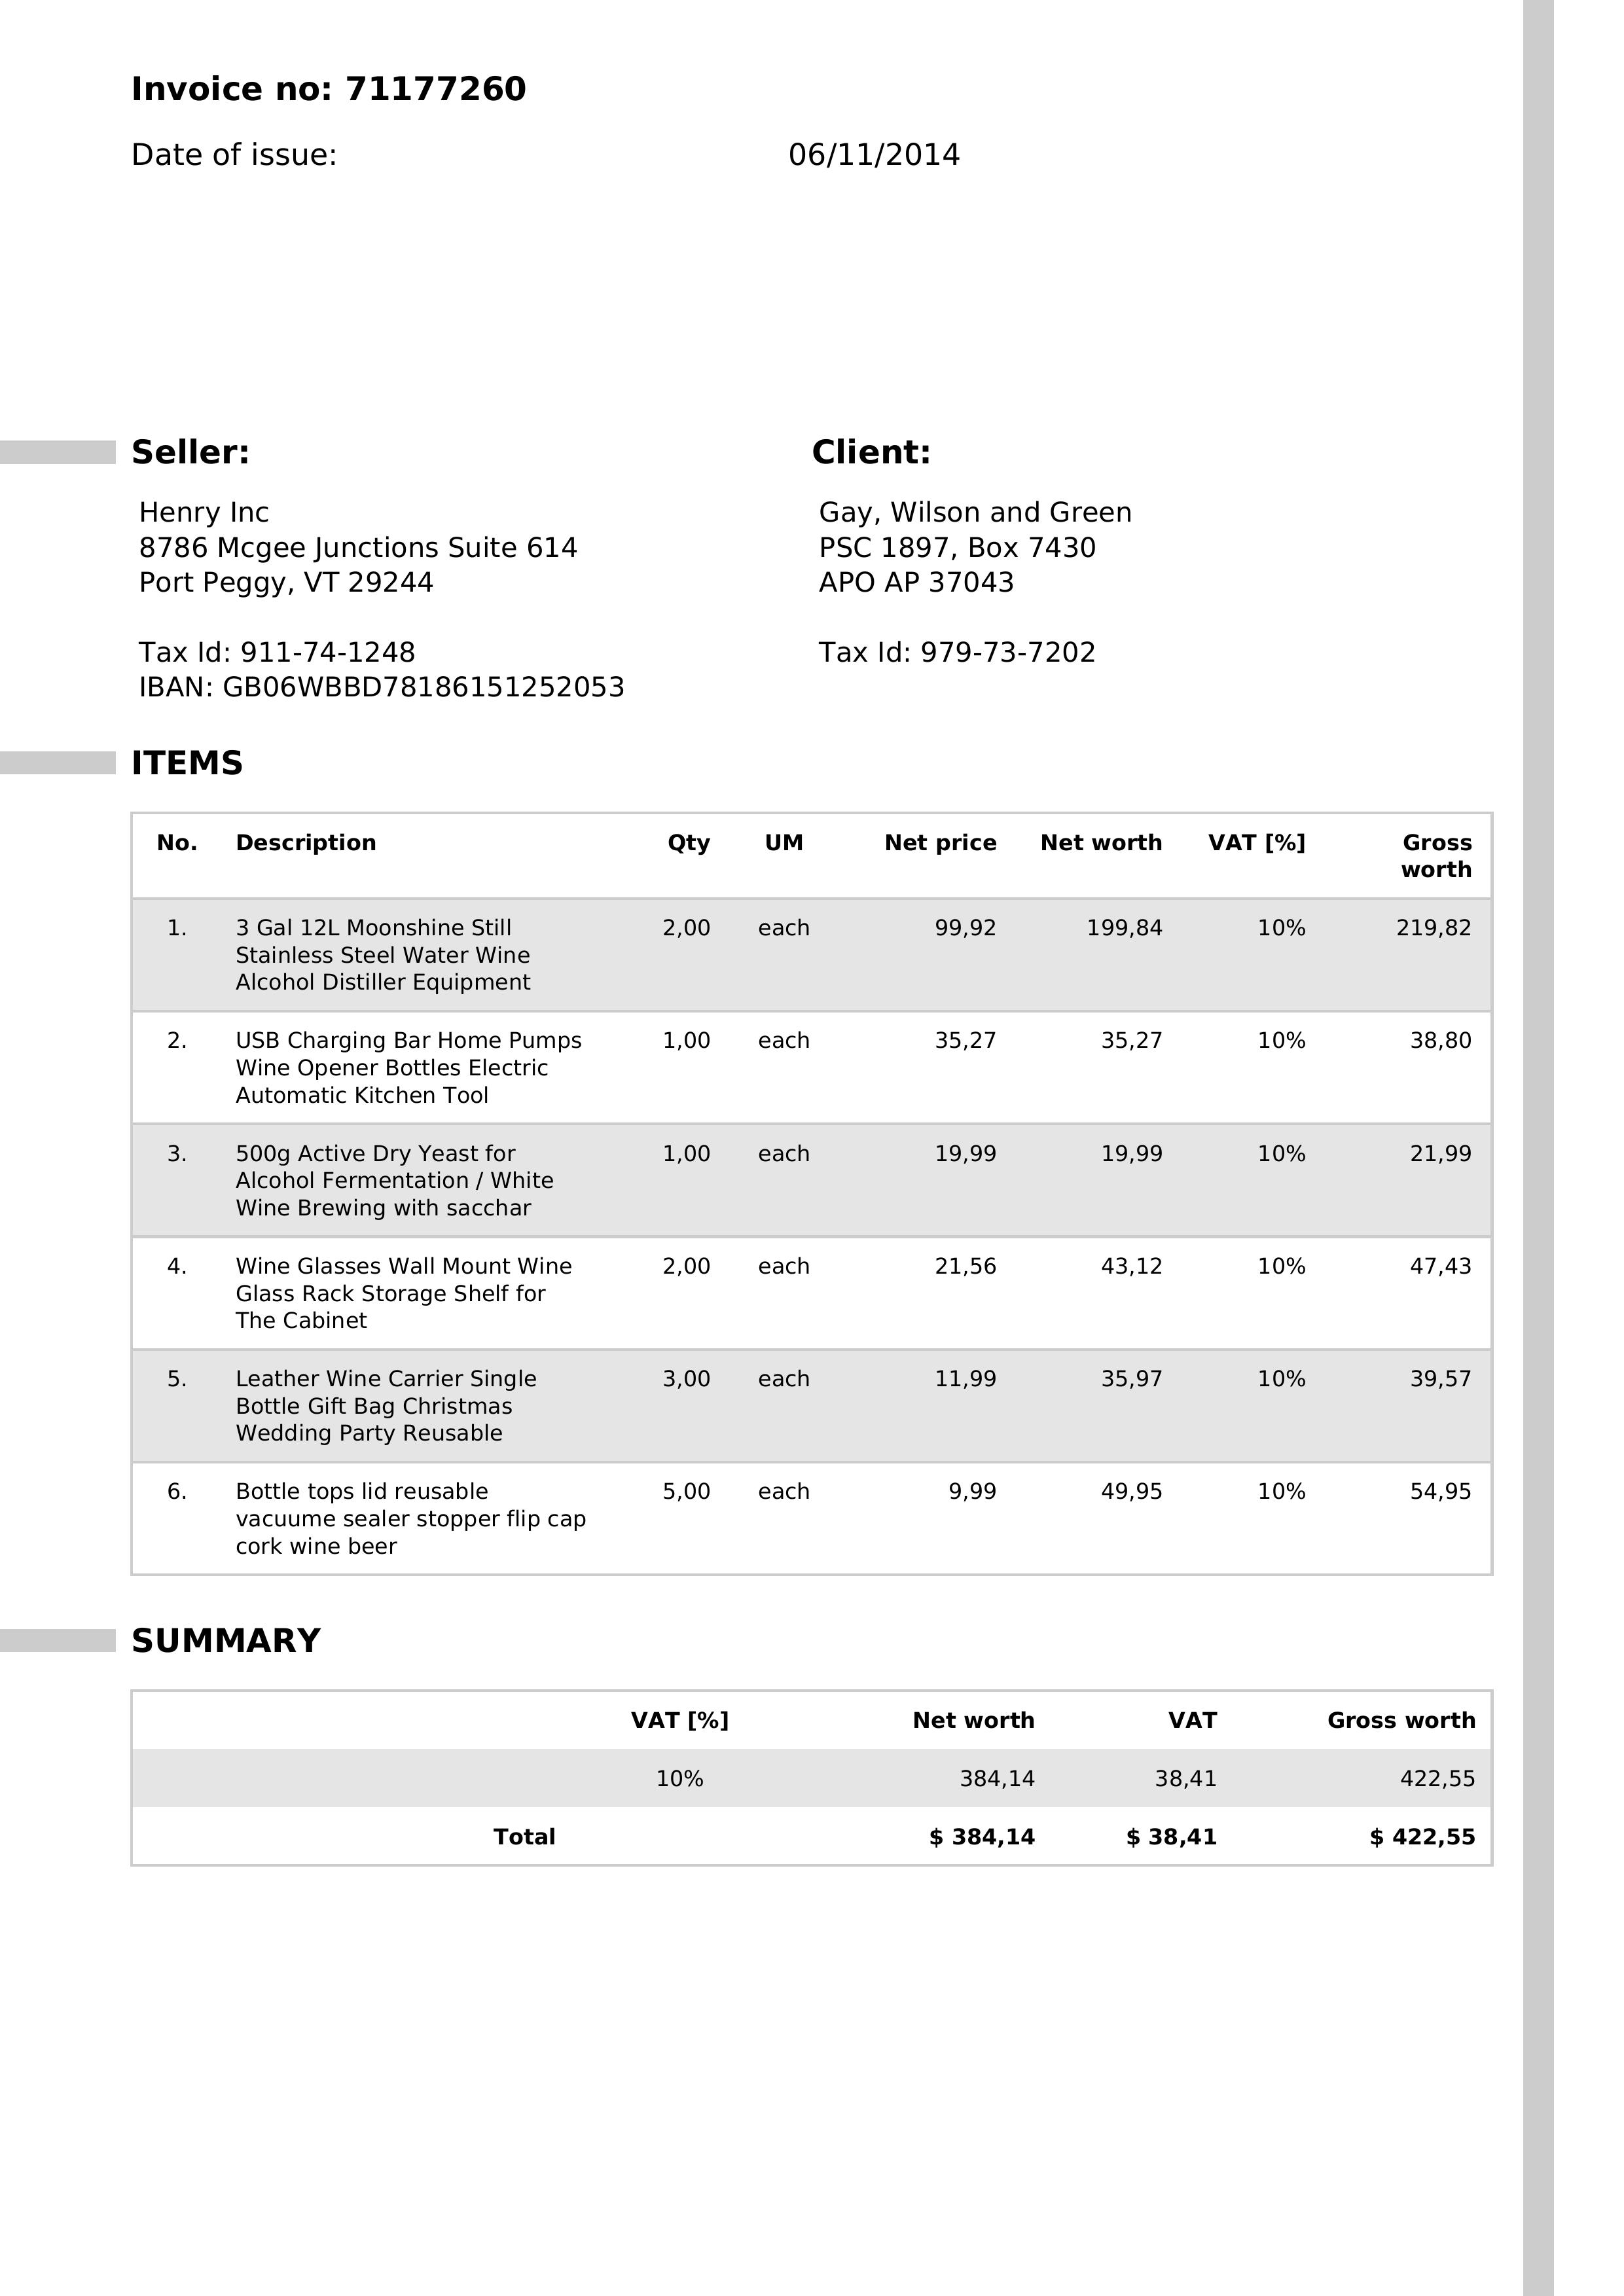 Invoice no: 71177260
Date of issue: 06/11/2014
Seller:
Henry Inc
8786 Mcgee Junctions Suite 614
Port Peggy, VT 29244
Tax Id: 911-74-1248
IBAN: GB06WBBD78186151252053
Client:
Gay, Wilson and Green
PSC 1897, Box 7430
APO AP 37043
Tax Id: 979-73-7202
ITEMS
No. Description Qty UM Net price Net worth VAT [%] Gross
worth
1. 3 Gal 12L Moonshine Still 2,00 each 99,92 199,84 10% 219,82
Stainless Steel Water Wine
Alcohol Distiller Equipment
2. USB Charging Bar Home Pumps 1,00 each 35,27 35,27 10% 38,80
Wine Opener Bottles Electric
Automatic Kitchen Tool
3. 500g Active Dry Yeast for 1,00 each 19,99 19,99 10% 21,99
Alcohol Fermentation / White
Wine Brewing with sacchar
4. Wine Glasses Wall Mount Wine 2,00 each 21,56 43,12 10% 47,43
Glass Rack Storage Shelf for
The Cabinet
5. Leather Wine Carrier Single 3,00 each 11,99 35,97 10% 39,57
Bottle Gift Bag Christmas
Wedding Party Reusable
6. Bottle tops lid reusable 5,00 each 9,99 49,95 10% 54,95
vacuume sealer stopper flip cap
cork wine beer
SUMMARY
VAT [%] Net worth VAT Gross worth
10% 384,14 38,41 422,55
Total $ 384,14 $ 38,41 $ 422,55